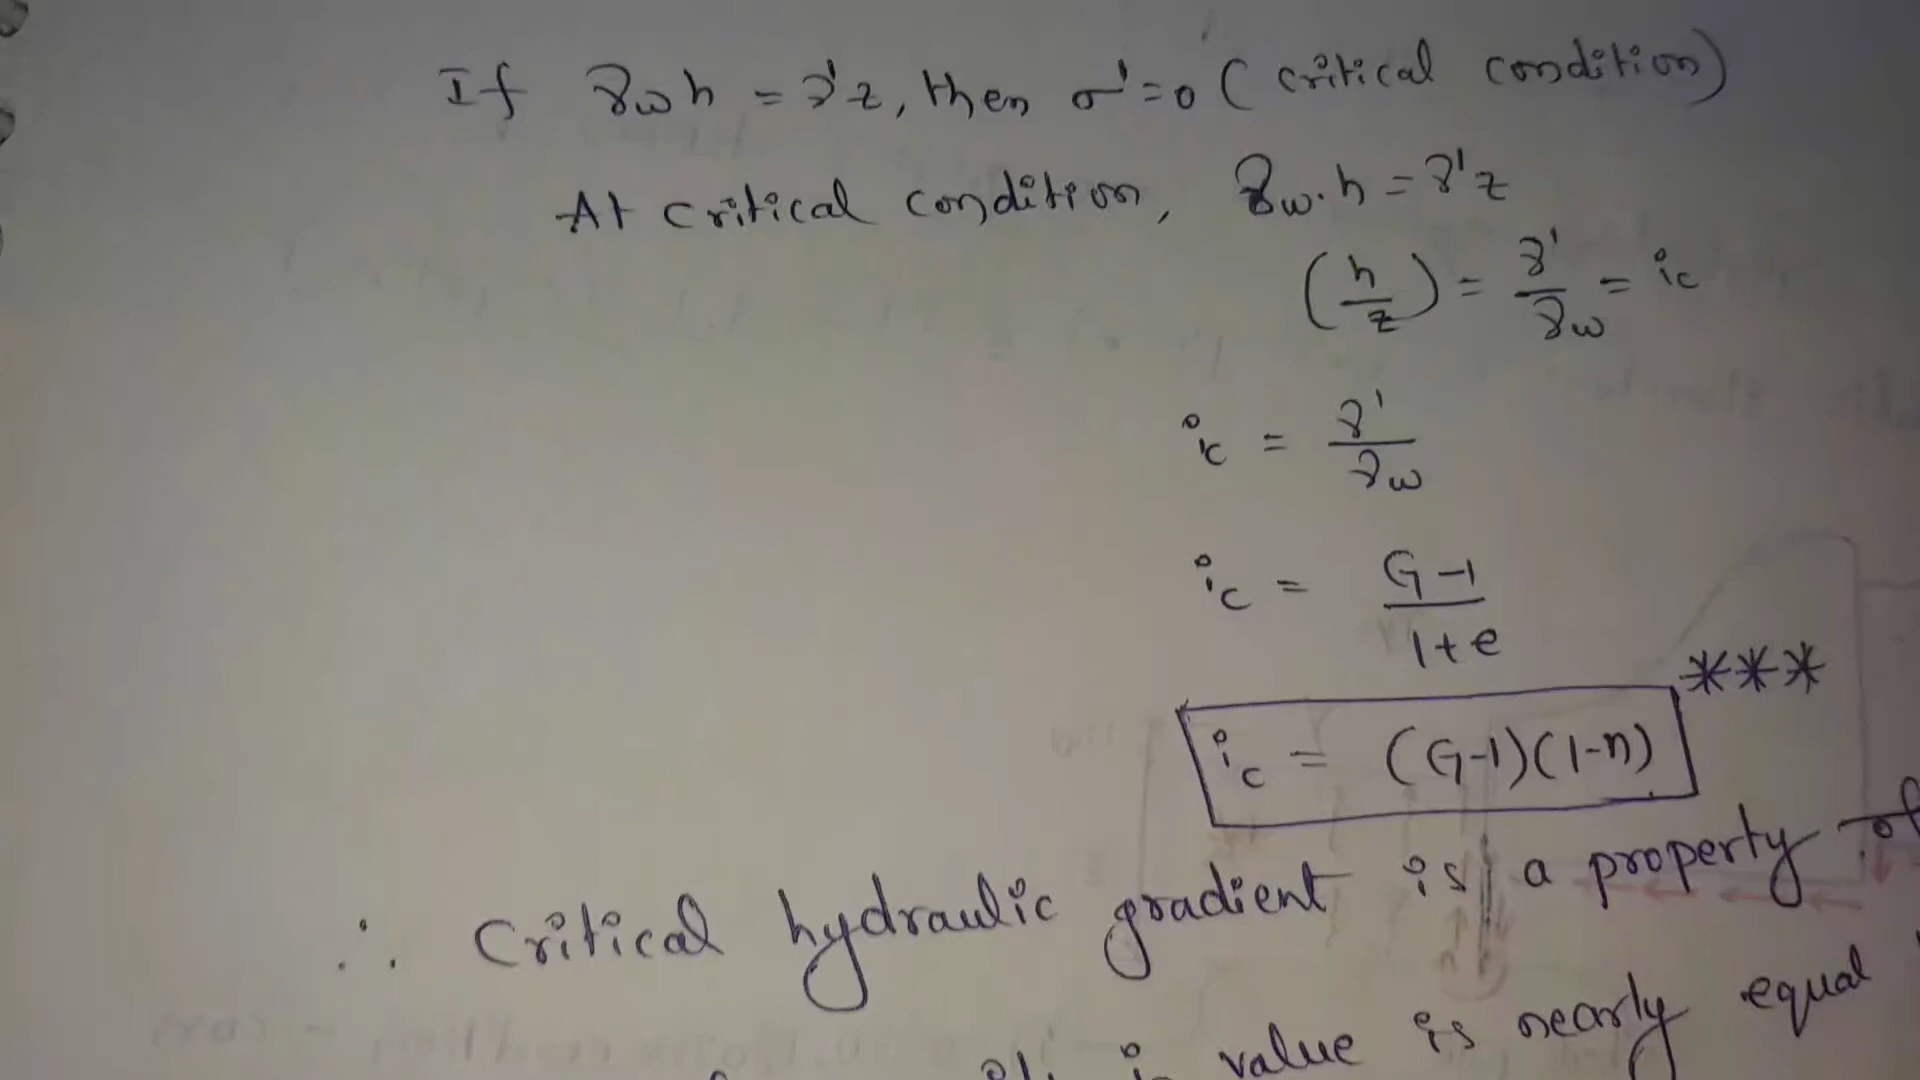 If γw h = γ'z, then σ' = 0 (critical condition)
At critical condition, γw.h = γ'z
(h/z) = γ'/γw = ic
ic = γ'/γw
ic = G-1/1+e
***
ic = (G-1)(1-n)
∴ Critical hydraulic gradient is a property of
value is nearly equal